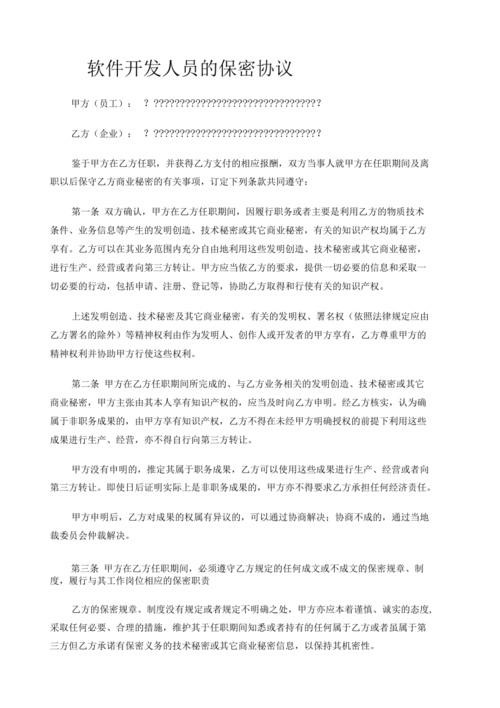 软件开发人员的保密协议
甲方（员工）： ？???????????????????????????????？
乙方（企业）： ？???????????????????????????????？
鉴于甲方在乙方任职，并获得乙方支付的相应报酬，双方当事人就甲方在任职期间及离
职以后保守乙方商业秘密的有关事项，订定下列条款共同遵守：
第一条 双方确认，甲方在乙方任职期间，因履行职务或者主要是利用乙方的物质技术
条件、业务信息等产生的发明创造、技术秘密或其它商业秘密，有关的知识产权均属于乙方
享有。乙方可以在其业务范围内充分自由地利用这些发明创造、技术秘密或其它商业秘密，
进行生产、经营或者向第三方转让。甲方应当依乙方的要求，提供一切必要的信息和采取一
切必要的行动，包括申请、注册、登记等，协助乙方取得和行使有关的知识产权。
上述发明创造、技术秘密及其它商业秘密，有关的发明权、署名权（依照法律规定应由
乙方署名的除外）等精神权利由作为发明人、创作人或开发者的甲方享有，乙方尊重甲方的
精神权利并协助甲方行使这些权利。
第二条 甲方在乙方任职期间所完成的、与乙方业务相关的发明创造、技术秘密或其它
商业秘密，甲方主张由其本人享有知识产权的，应当及时向乙方申明。经乙方核实，认为确
属于非职务成果的，由甲方享有知识产权，乙方不得在未经甲方明确授权的前提下利用这些
成果进行生产、经营，亦不得自行向第三方转让。
甲方没有申明的，推定其属于职务成果，乙方可以使用这些成果进行生产、经营或者向
第三方转让。即使日后证明实际上是非职务成果的，甲方亦不得要求乙方承担任何经济责任。
甲方申明后，乙方对成果的权属有异议的，可以通过协商解决；协商不成的，通过当地
裁委员会仲裁解决。
第三条 甲方在乙方任职期间，必须遵守乙方规定的任何成文或不成文的保密规章、制
度，履行与其工作岗位相应的保密职责
乙方的保密规章、制度没有规定或者规定不明确之处，甲方亦应本着谨慎、诚实的态度，
采取任何必要、合理的措施，维护其于任职期间知悉或者持有的任何属于乙方或者虽属于第
三方但乙方承诺有保密义务的技术秘密或其它商业秘密信息，以保持其机密性。